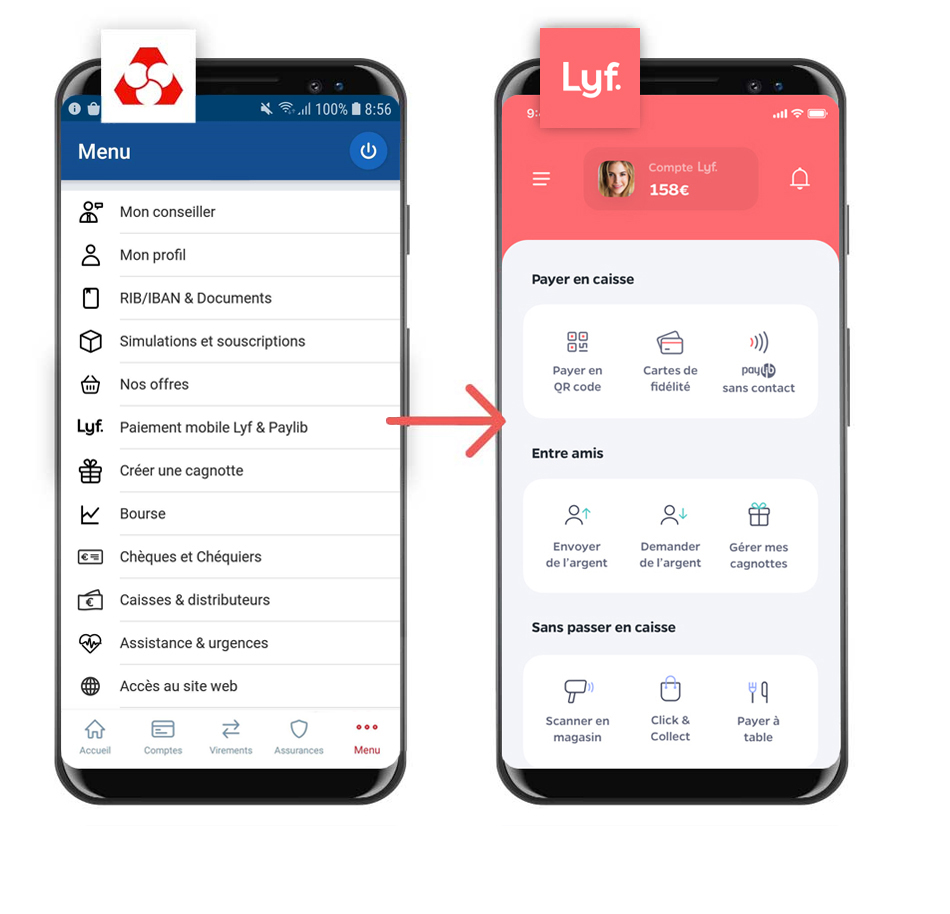 100% 8:56
Menu
Mon conseiller
Mon profil
RIB/IBAN & Documents
Simulations et souscriptions
Nos offres
Lyf. Paiement mobile Lyf & Paylib
Créer une cagnotte
Bourse
Chèques et Chéquiers
Caisses & distributeurs
Assistance & urgences
Accès au site web
Accueil Comptes Virements Assurances Menu
Lyf.
9:
Compte Lyf.
158€
Payer en caisse
Payer en
QR code
Cartes de
fidélité
paylib
sans contact
Entre amis
Envoyer
de l'argent
Demander
de l'argent
Gérer mes
cagnottes
Sans passer en caisse
Scanner en
magasin
Click &
Collect
Payer à
table